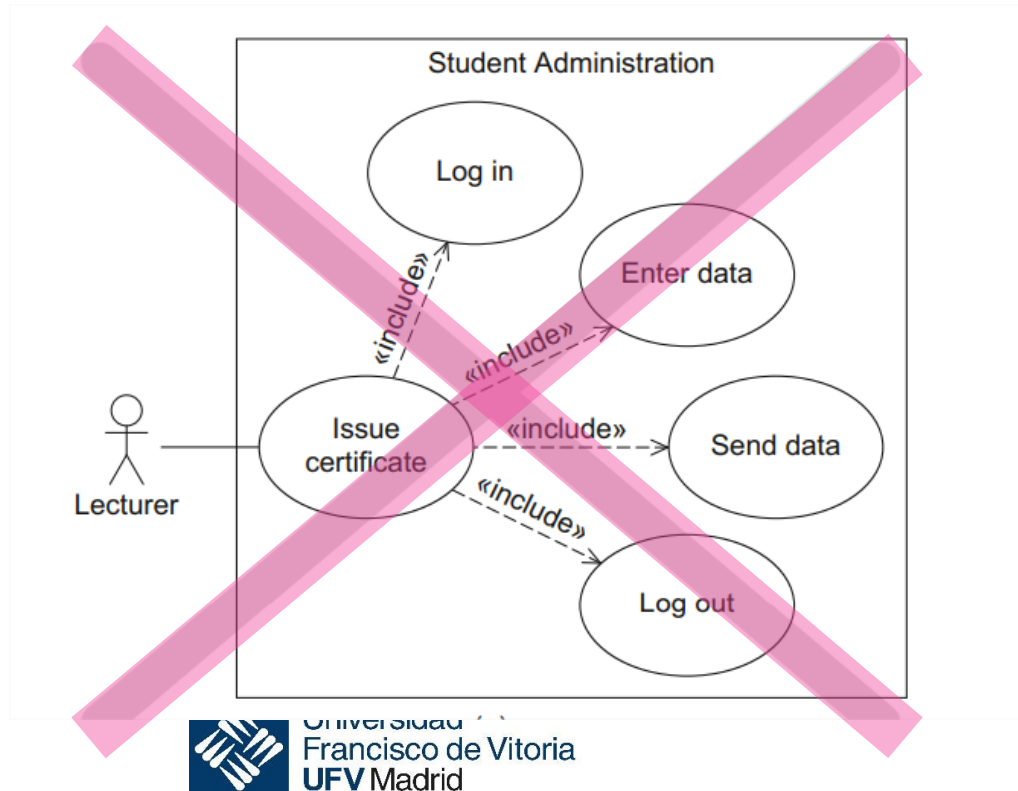 Student Administration
Log in
Enter data
«include»
«include»
Issue
certificate
«include»
Send data
Lecturer
«include»
Log out
Universidad
Francisco de Vitoria
UFV Madrid